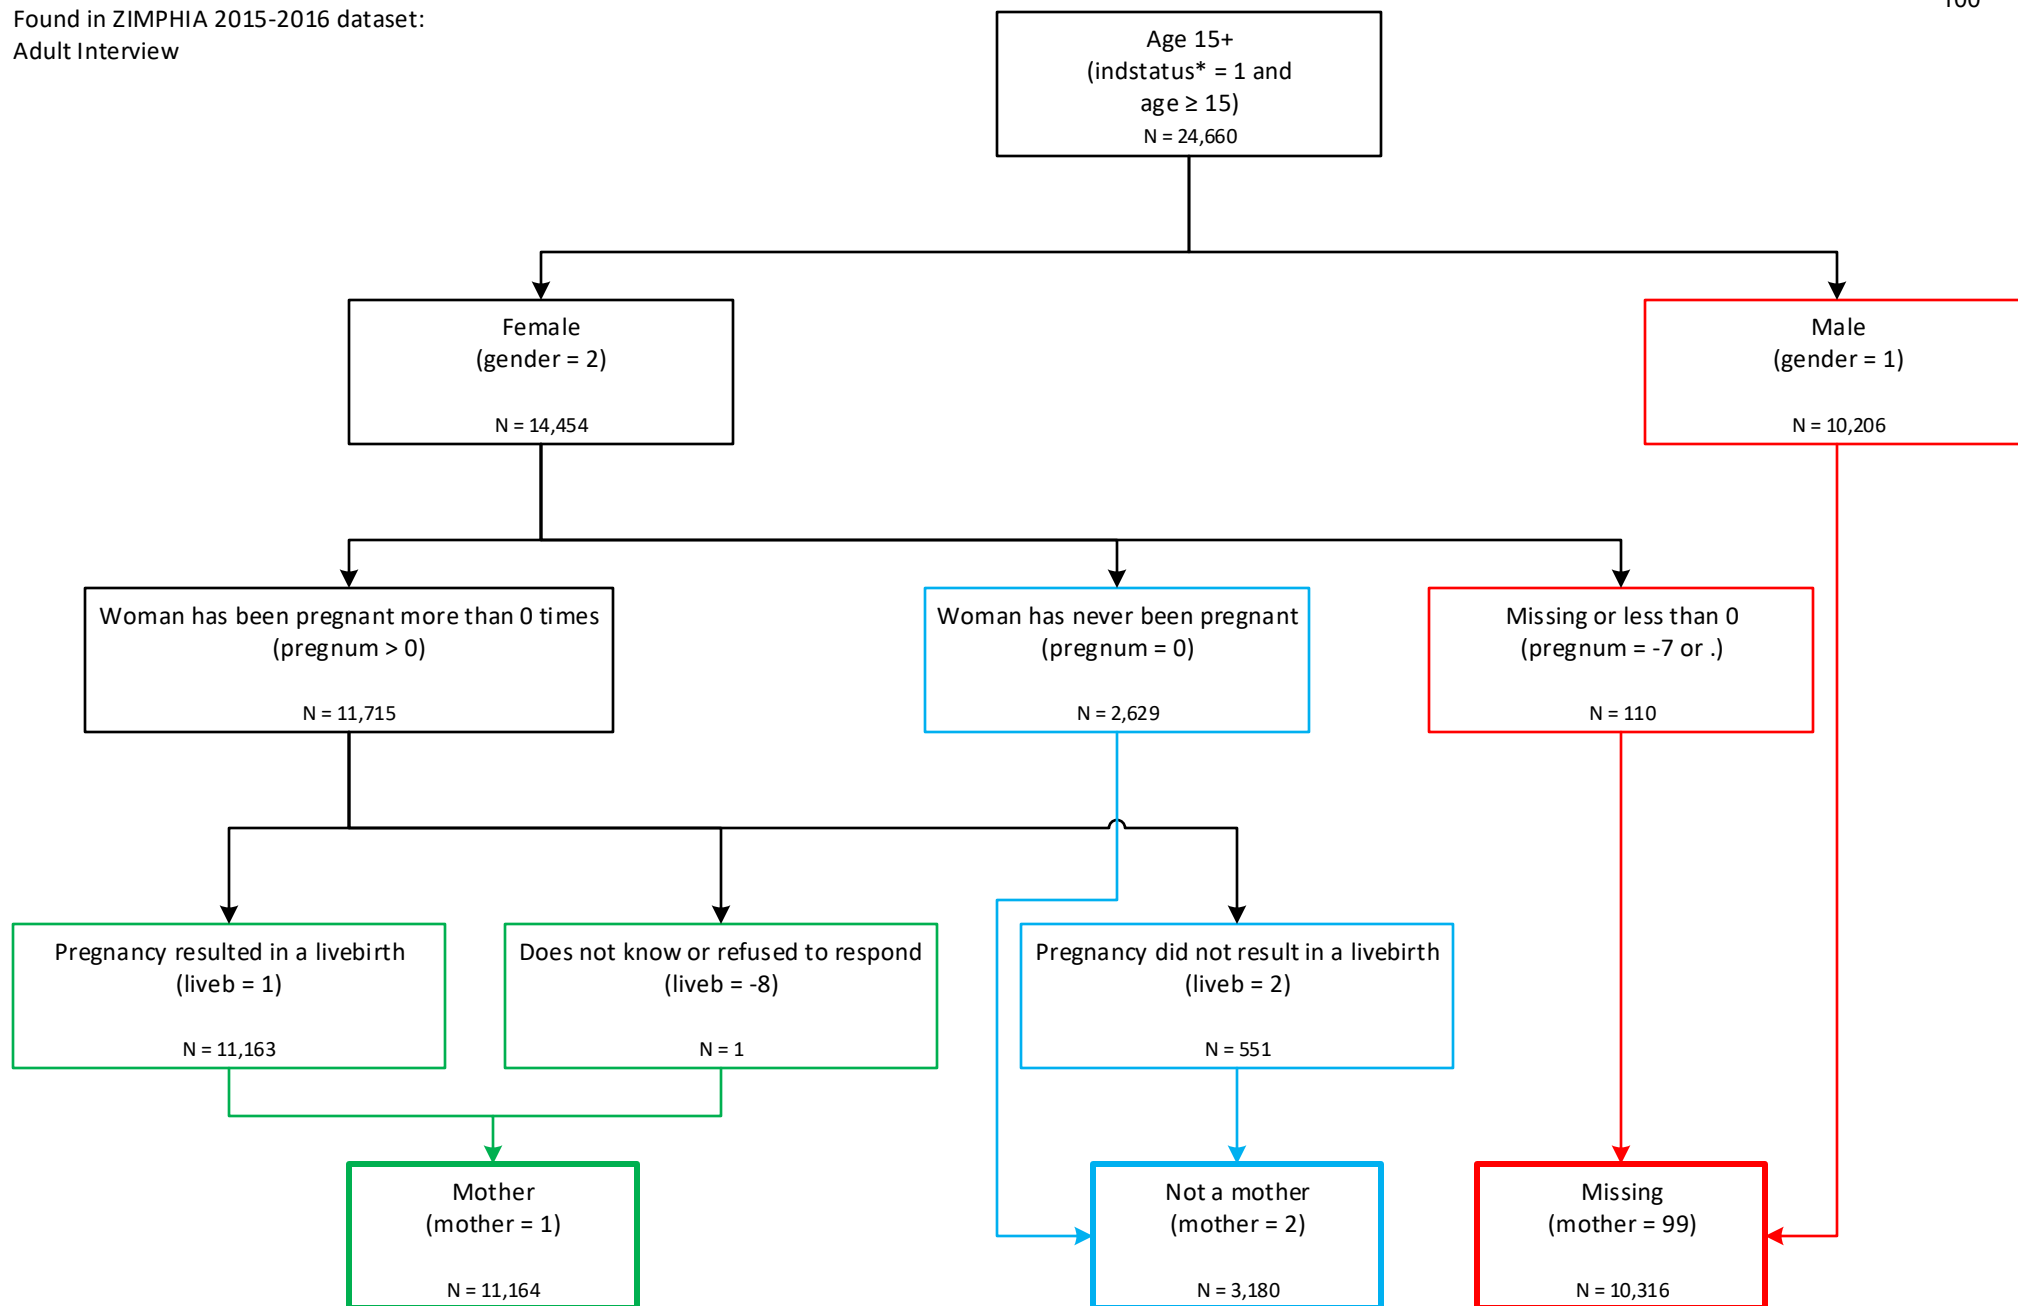 Found in ZIMPHIA 2015-2016 dataset:
Adult Interview
Age 15+
(indstatus* = 1 and
age ≥ 15)
N = 24,660
Female
(gender = 2)
N = 14,454
Male
(gender = 1)
N = 10,206
Woman has been pregnant more than 0 times
(pregnum > 0)
N = 11,715
Woman has never been pregnant
(pregnum = 0)
N = 2,629
Missing or less than 0
(pregnum = -7 or .)
N = 110
Pregnancy resulted in a livebirth
(liveb = 1)
N = 11,163
Does not know or refused to respond
(liveb = -8)
N = 1
Pregnancy did not result in a livebirth
(liveb = 2)
N = 551
Mother
(mother = 1)
N = 11,164
Not a mother
(mother = 2)
N = 3,180
Missing
(mother = 99)
N = 10,316